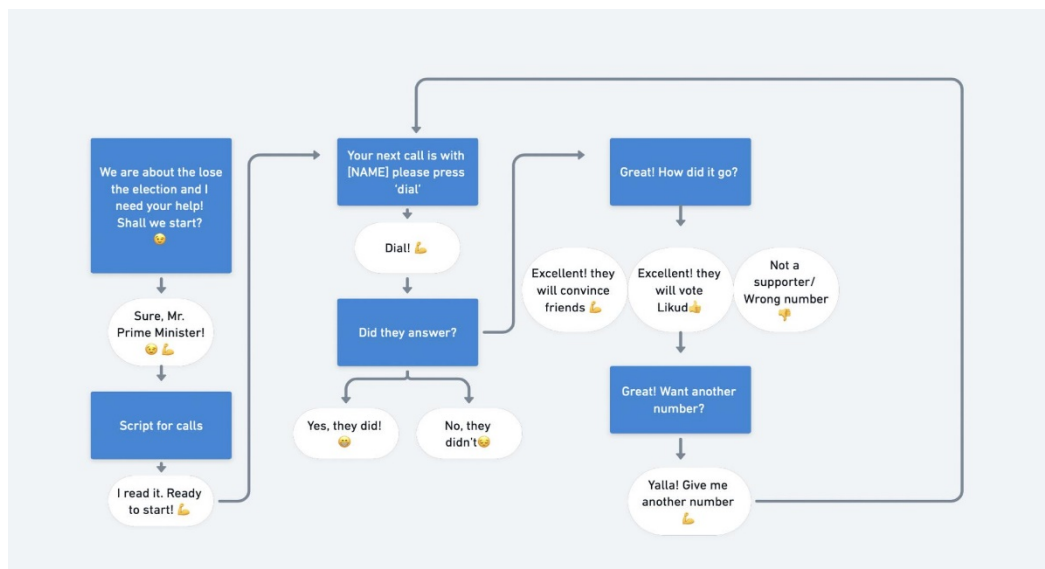 We are about the lose
the election and I
need your help!
Shall we start?
😉
Sure, Mr.
Prime Minister!
😉💪
Script for calls
I read it. Ready
to start! 💪
Your next call is with
[NAME] please press
‘dial’
Dial! 💪
Did they answer?
Yes, they did!
😁
No, they
didn't😔
Great! How did it go?
Excellent! they
will convince
friends 💪
Excellent! they
will vote
Likud👍
Not a
supporter/
Wrong number
👎
Great! Want another
number?
Yalla! Give me
another number
💪